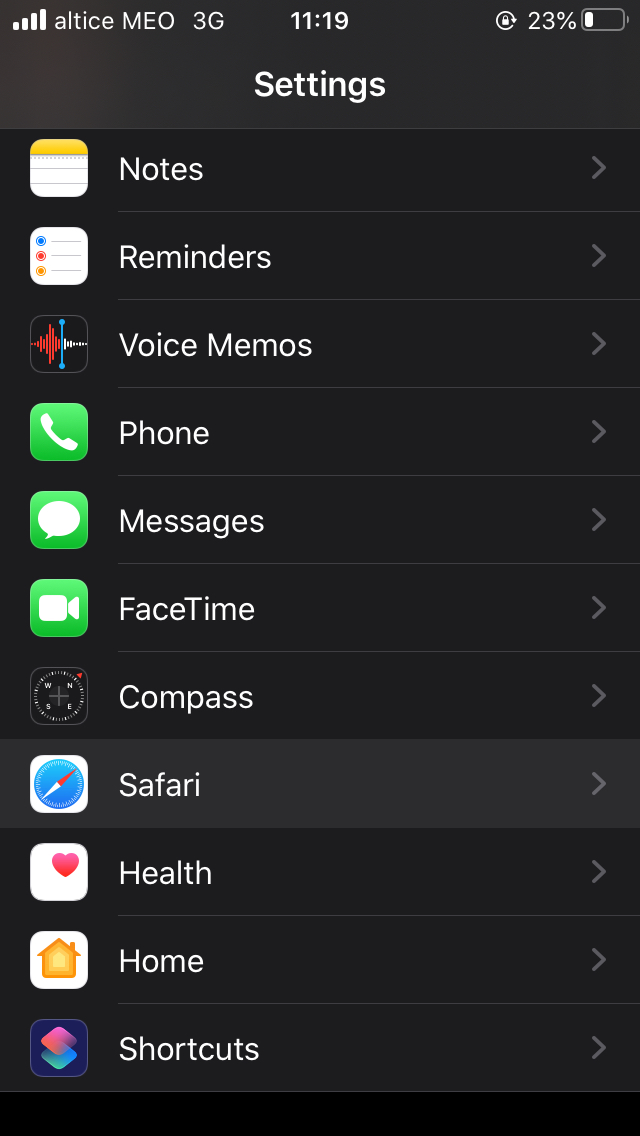 altice MEO 3G 11:19 23%
Settings
Notes
Reminders
Voice Memos
Phone
Messages
FaceTime
W N
S E
Compass
Safari
Health
Home
Shortcuts